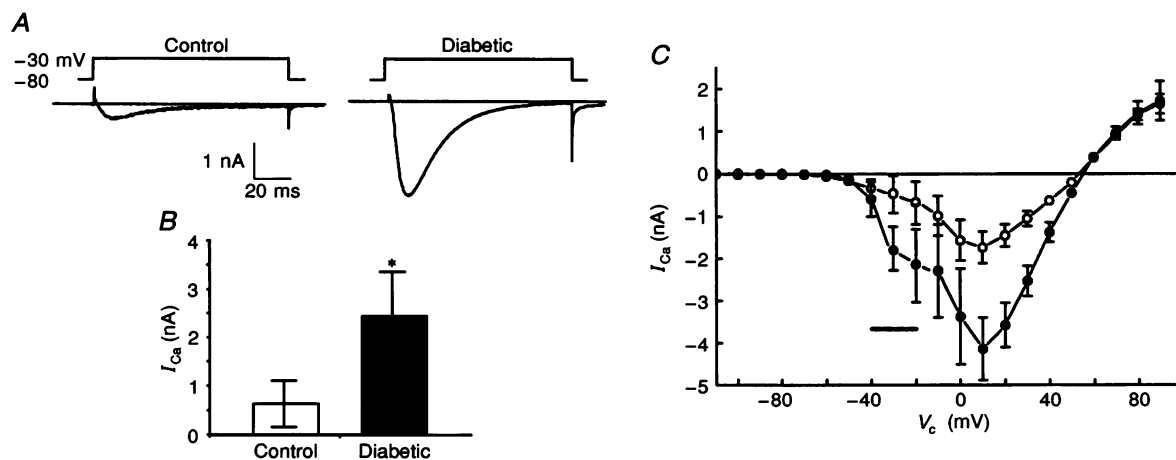 A
Control
Diabetic
−30 mV
−80
1 nA
20 ms
B
4
3
2
1
0
I_Ca (nA)
*
Control
Diabetic
C
2
1
0
−1
−2
−3
−4
−5
I_Ca (nA)
−80
−40
0
40
80
V_c (mV)